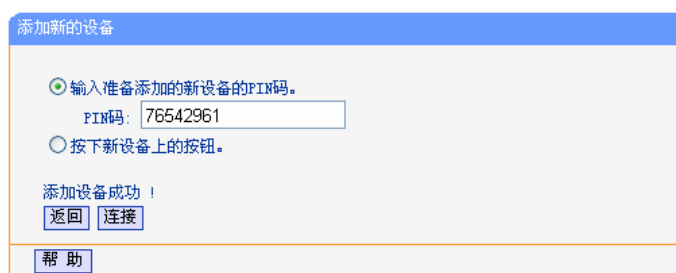 添加新的设备
输入准备添加的新设备的PIN码。
PIN码: 76542961
按下新设备上的按钮。
添加设备成功 !
返回 连接
帮 助